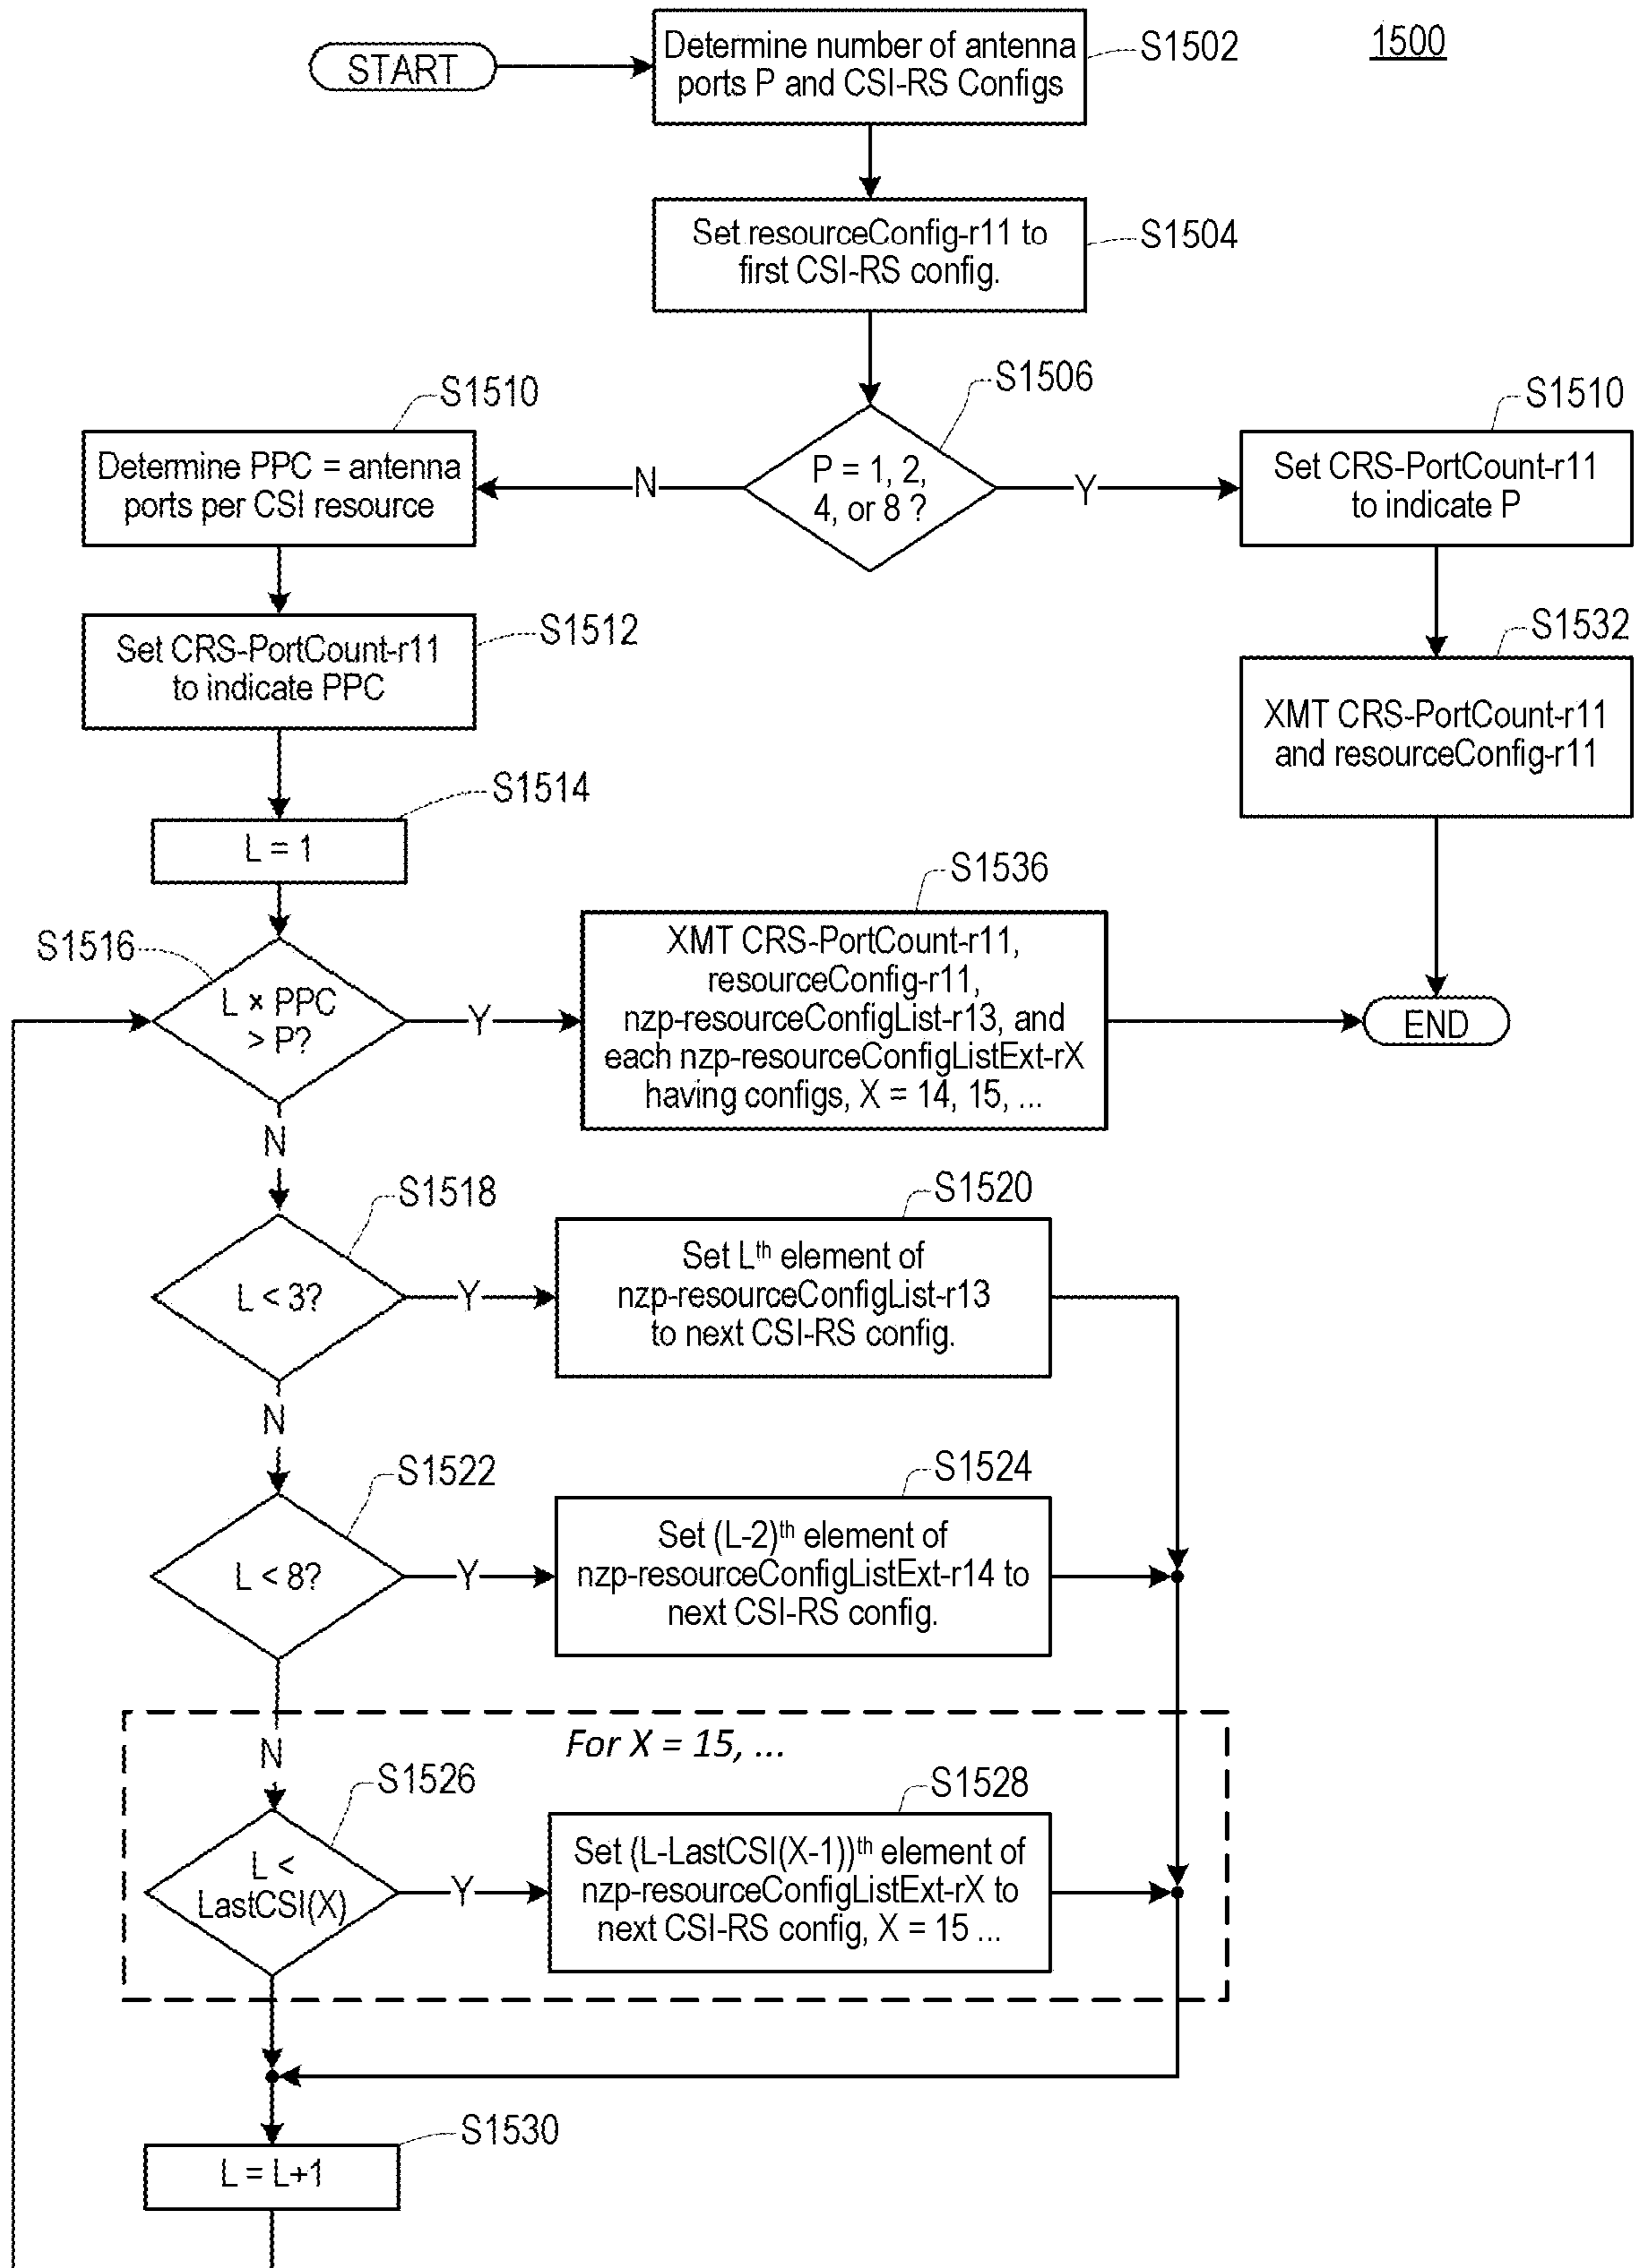 1500
START
Determine number of antenna
ports P and CSI-RS Configs
S1502
Set resourceConfig-r11 to
first CSI-RS config.
S1504
S1506
P = 1, 2,
4, or 8 ?
N
Y
S1510
Determine PPC = antenna
ports per CSI resource
S1510
Set CRS-PortCount-r11
to indicate P
S1512
Set CRS-PortCount-r11
to indicate PPC
S1532
XMT CRS-PortCount-r11
and resourceConfig-r11
S1514
L = 1
S1516
L × PPC
> P?
Y
N
S1536
XMT CRS-PortCount-r11,
resourceConfig-r11,
nzp-resourceConfigList-r13, and
each nzp-resourceConfigListExt-rX
having configs, X = 14, 15, ...
END
S1518
L < 3?
Y
N
S1520
Set Lth element of
nzp-resourceConfigList-r13
to next CSI-RS config.
S1522
L < 8?
Y
N
S1524
Set (L-2)th element of
nzp-resourceConfigListExt-r14 to
next CSI-RS config.
For X = 15, ...
S1526
L <
LastCSI(X)
Y
S1528
Set (L-LastCSI(X-1))th element of
nzp-resourceConfigListExt-rX to
next CSI-RS config, X = 15 ...
S1530
L = L+1